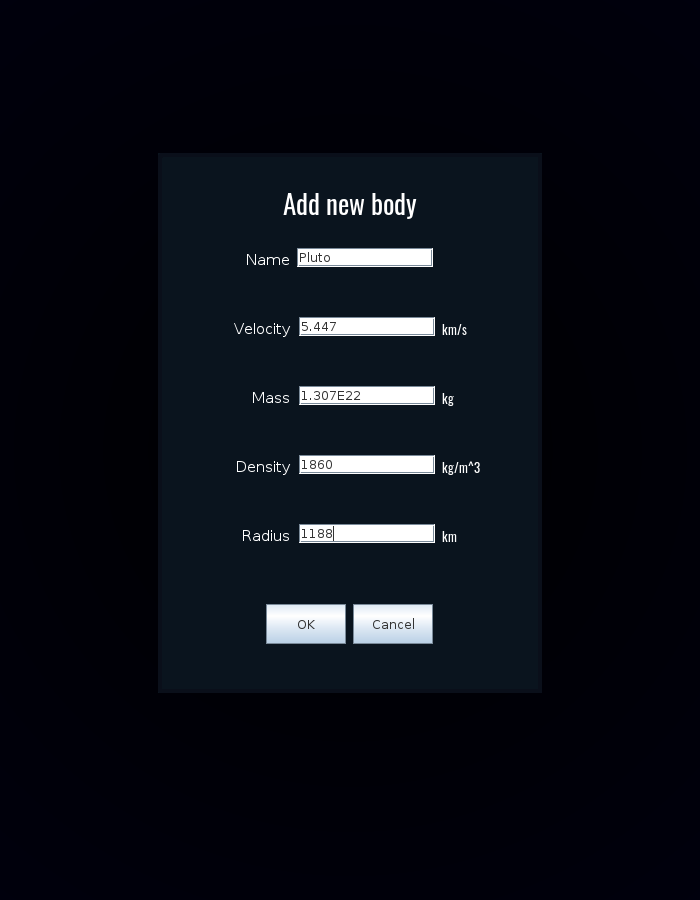 Add new body
Name Pluto
Velocity 5.447 km/s
Mass 1.307E22 kg
Density 1860 kg/m^3
Radius 1188 km
OK Cancel